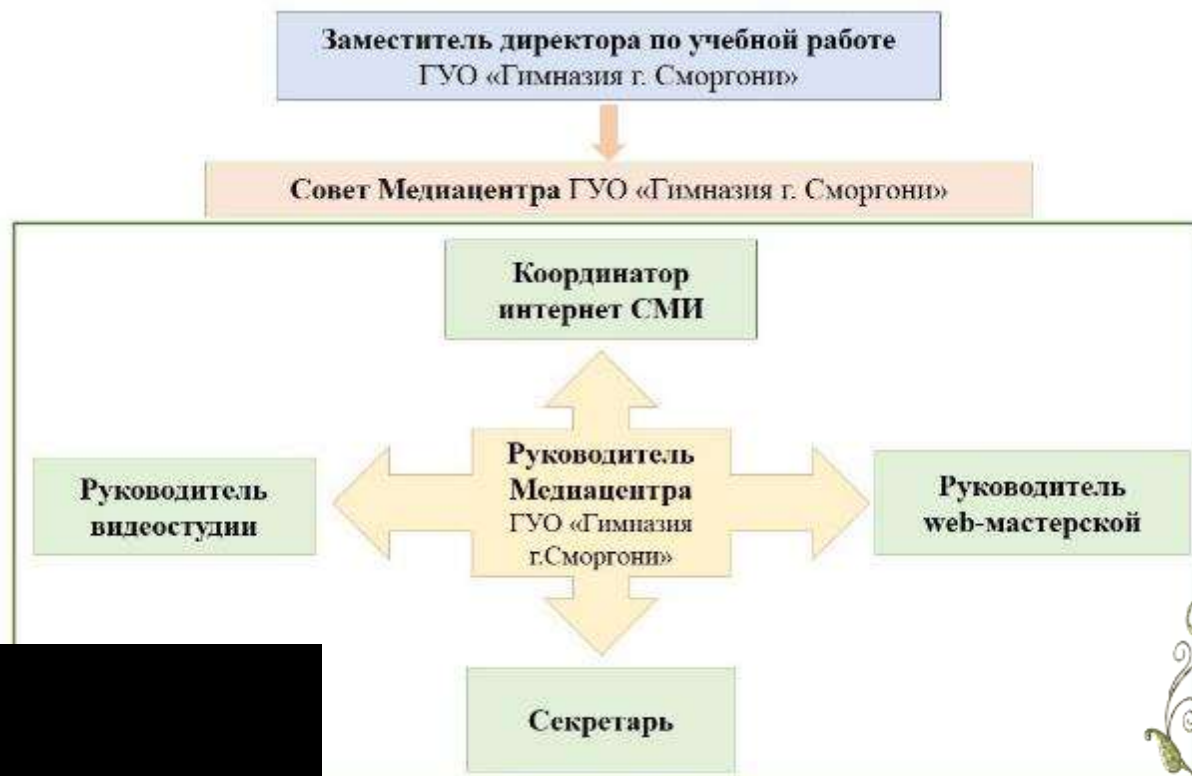 Заместитель директора по учебной работе
ГУО «Гимназия г. Сморгони»
Совет Медиацентра ГУО «Гимназия г. Сморгони»
Координатор
интернет СМИ
Руководитель
видеостудии
Руководитель
Медиацентра
ГУО «Гимназия
г.Сморгони»
Руководитель
web-мастерской
Секретарь